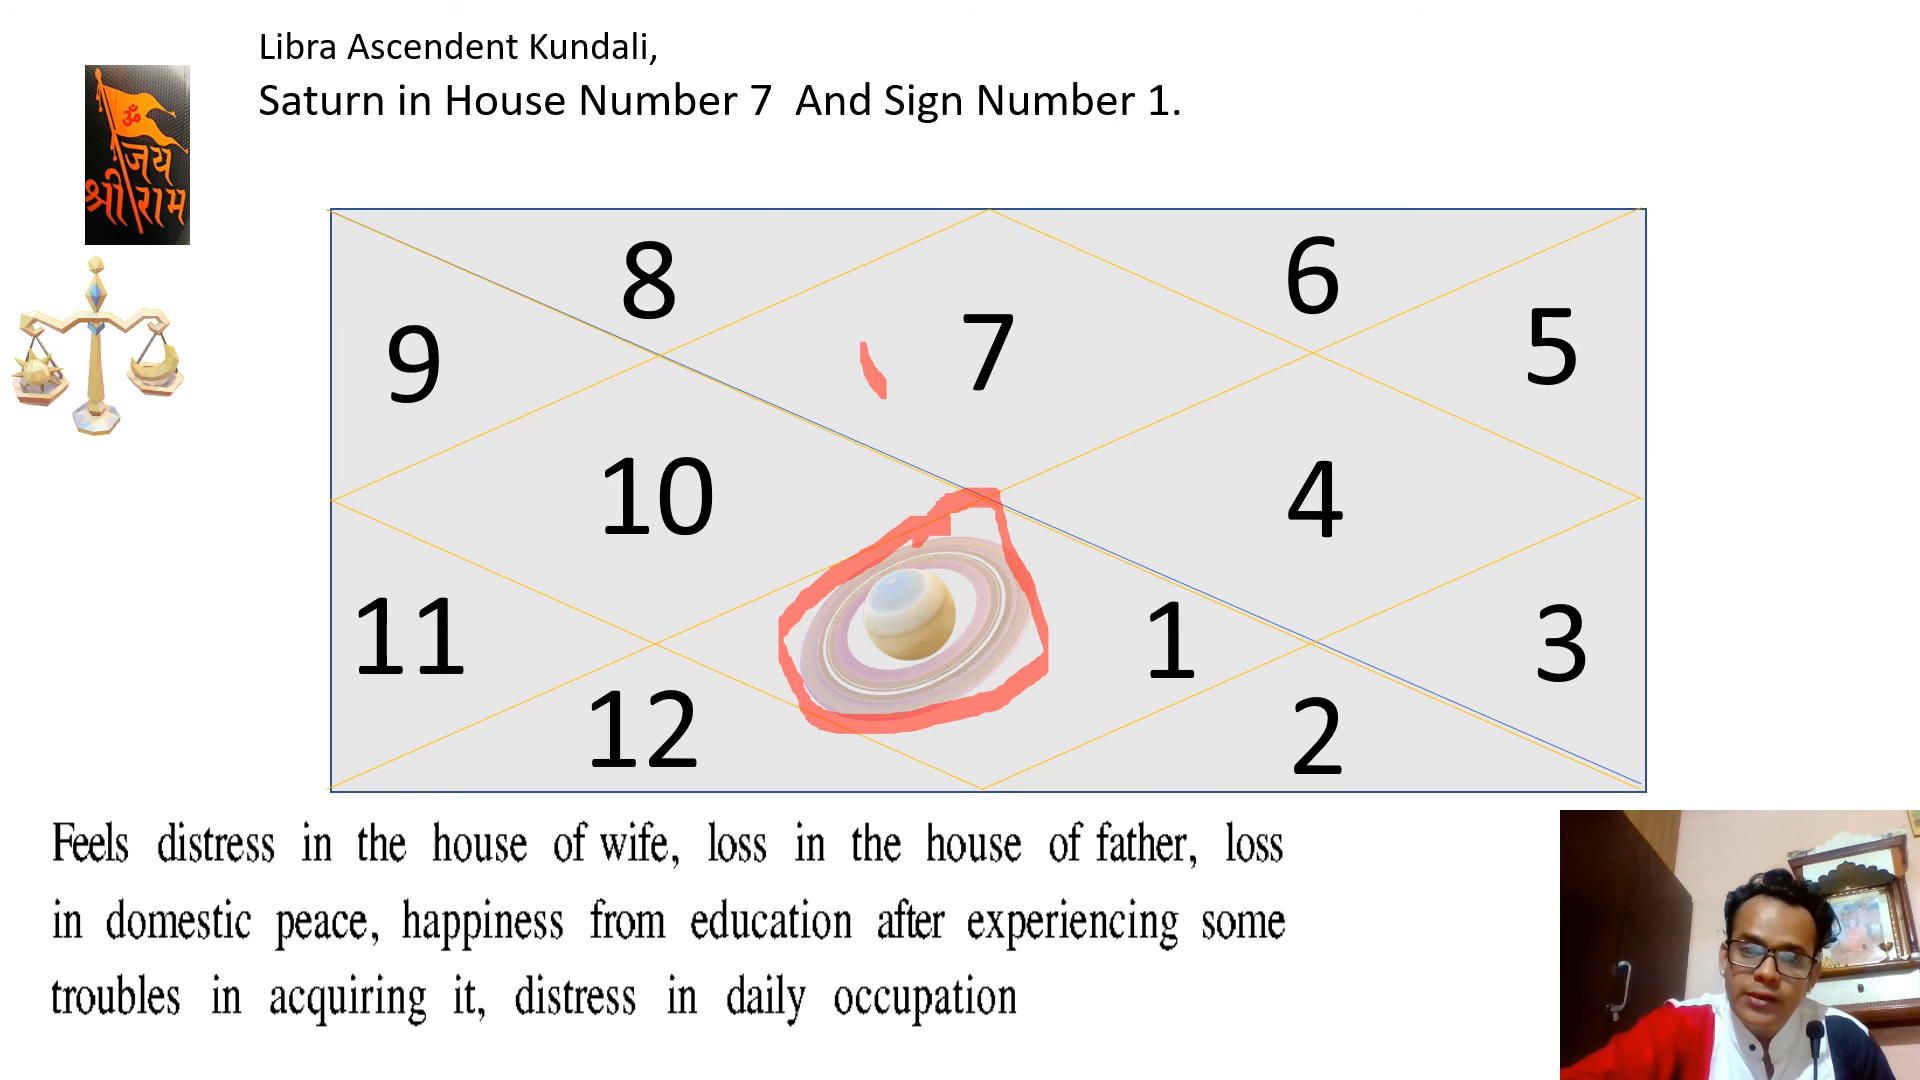 Libra Ascendent Kundali,
Saturn in House Number 7 And Sign Number 1.
ॐ
जय
श्री राम
8
6
7
5
9
10
4
11
1
3
12
2
Feels distress in the house of wife, loss in the house of father, loss
in domestic peace, happiness from education after experiencing some
troubles in acquiring it, distress in daily occupation